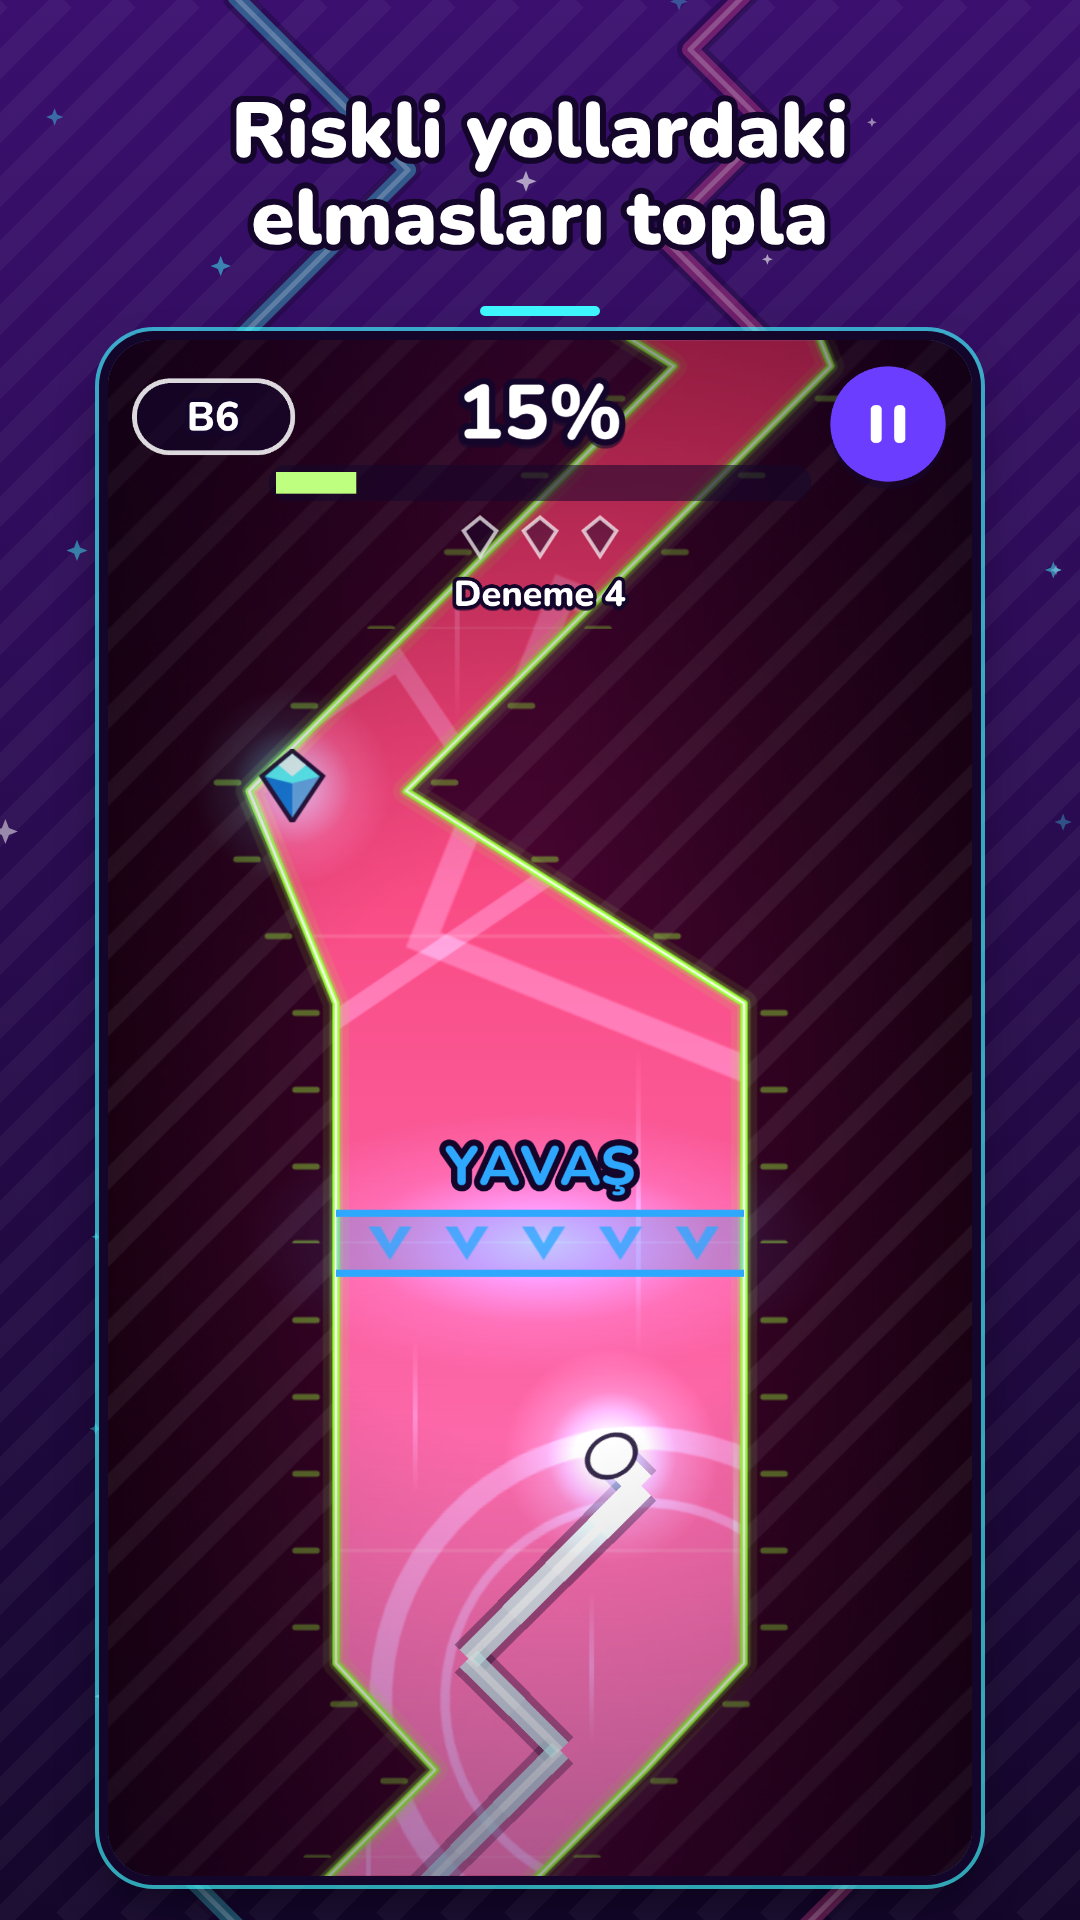 Riskli yollardaki
elmasları topla
B6
15%
Deneme 4
YAVAŞ